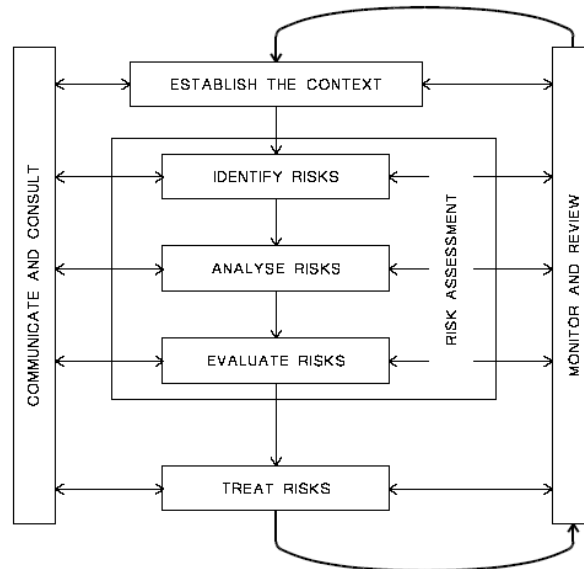 ESTABLISH THE CONTEXT
COMMUNICATE AND CONSULT
IDENTIFY RISKS
ANALYSE RISKS
EVALUATE RISKS
RISK ASSESSMENT
MONITOR AND REVIEW
TREAT RISKS